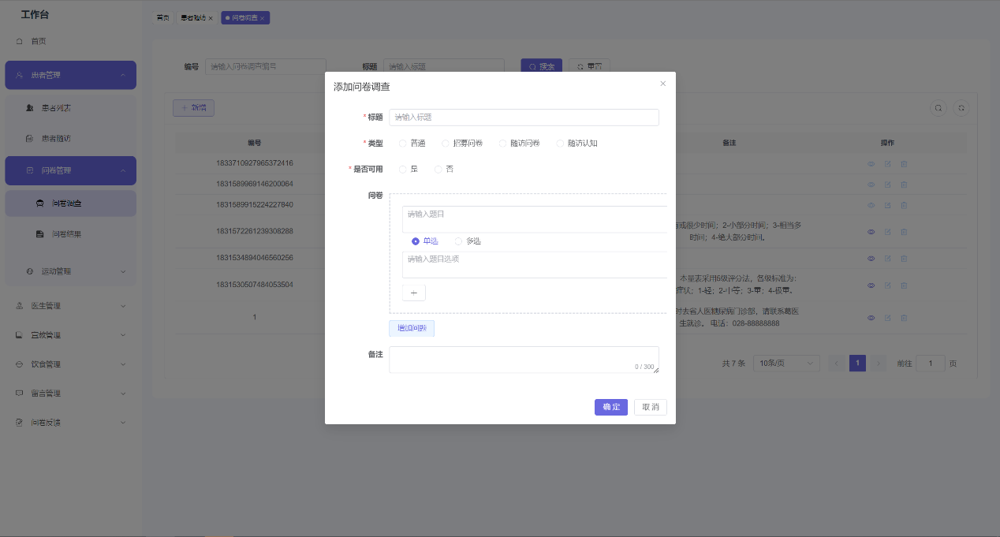 工作台
首页
患者管理
患者列表
患者随访
问卷管理
问卷调查
问卷结果
运动管理
医生管理
宣教管理
饮食管理
留言管理
问卷反馈
首页 患者随访 × 问卷调查 ×
编号 请输入问卷调查编号 标题 请输入标题 搜索 重置
+ 新增
编号 备注 操作
1833710927965372416
1831589969146200064
1831589915224227840
1831572261239308288
有或很少时间；2-小部分时间；3-相当多
时间；4-绝大部分时间。
1831534894046560256
1831530507484053504
本量表采用5级评分法，各级标准为：
症状；1-轻；2-中等；3-重；4-极重。
1
时去省人医糖尿病门诊部，请联系葛医
生就诊。 电话：028-88888888
共 7 条 10条/页 1 前往 1 页
添加问卷调查
* 标题 请输入标题
* 类型 普通 招募问卷 随访问卷 随访认知
* 是否可用 是 否
问卷
请输入题目
单选 多选
请输入题目选项
+
增加问题
备注
0 / 300
确 定 取 消